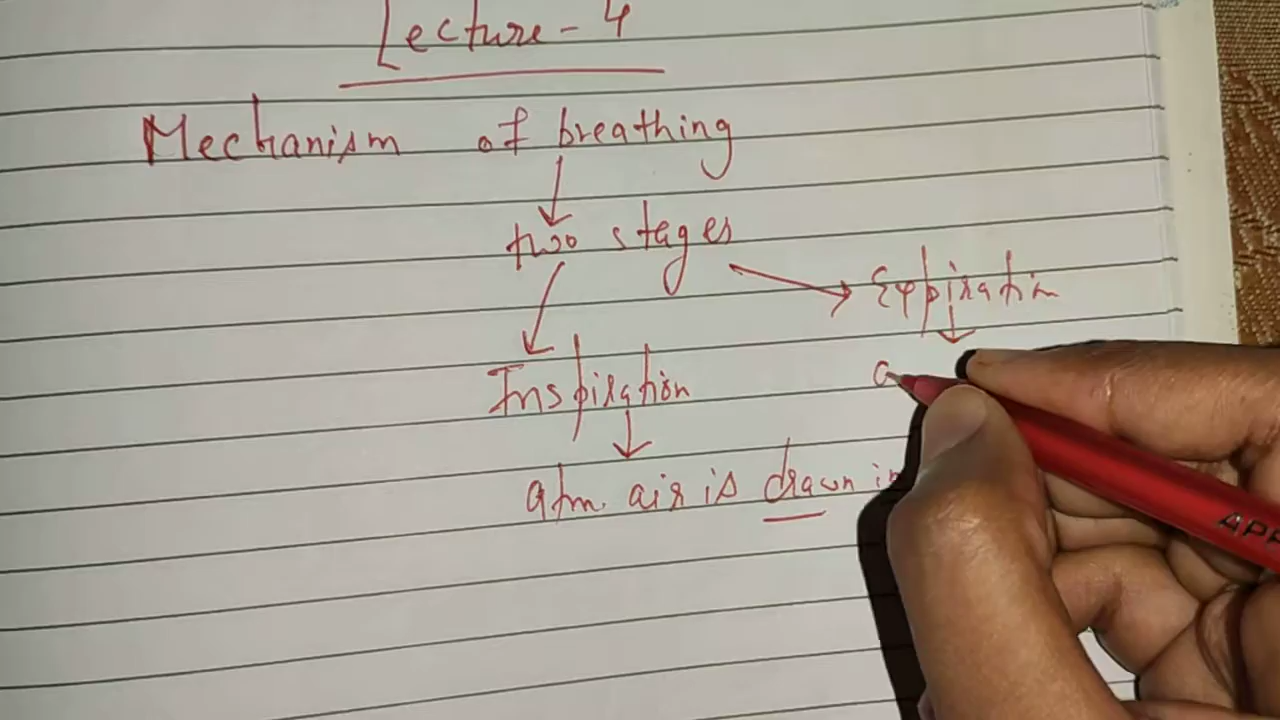 Lecture - 4
Mechanism of breathing
two stages
Expiration
Inspiration
a
atm. air is drawn in